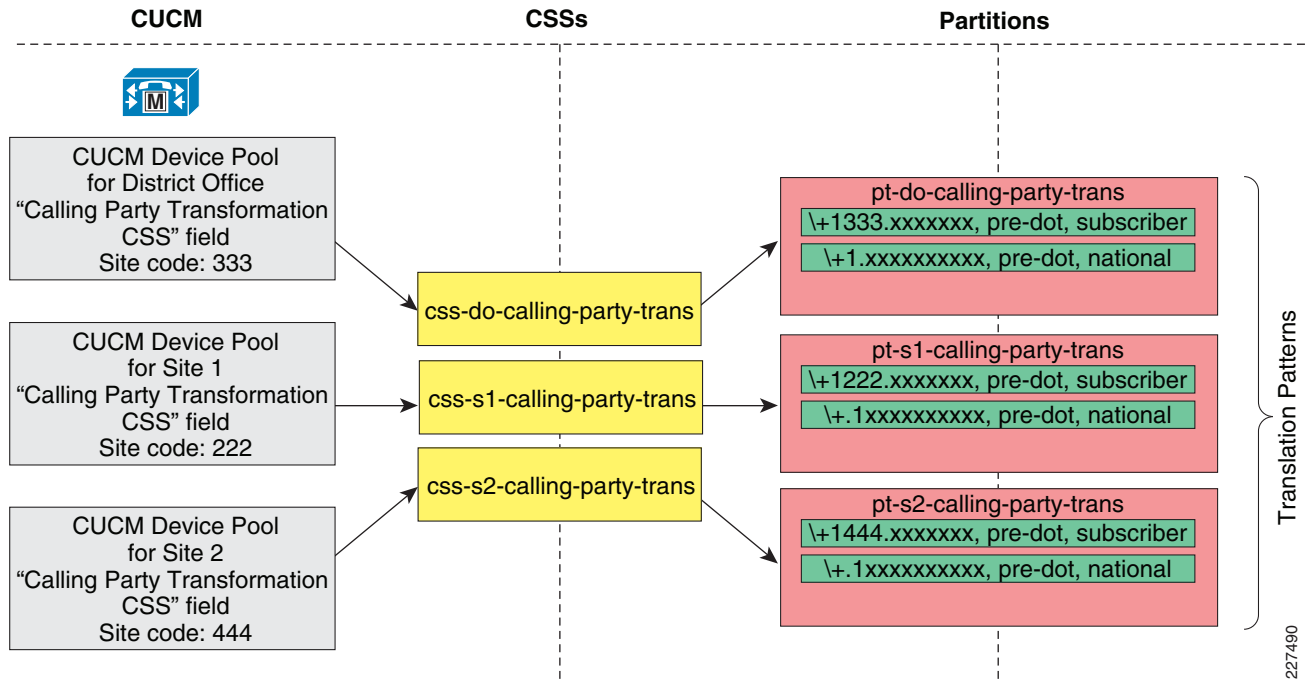 CUCM
CSSs
Partitions
M
CUCM Device Pool
for District Office
“Calling Party Transformation
CSS” field
Site code: 333
CUCM Device Pool
for Site 1
“Calling Party Transformation
CSS” field
Site code: 222
CUCM Device Pool
for Site 2
“Calling Party Transformation
CSS” field
Site code: 444
css-do-calling-party-trans
css-s1-calling-party-trans
css-s2-calling-party-trans
pt-do-calling-party-trans
\+1333.xxxxxxx, pre-dot, subscriber
\+1.xxxxxxxxxx, pre-dot, national
pt-s1-calling-party-trans
\+1222.xxxxxxx, pre-dot, subscriber
\+.1xxxxxxxxxx, pre-dot, national
pt-s2-calling-party-trans
\+1444.xxxxxxx, pre-dot, subscriber
\+.1xxxxxxxxxx, pre-dot, national
Translation Patterns
227490